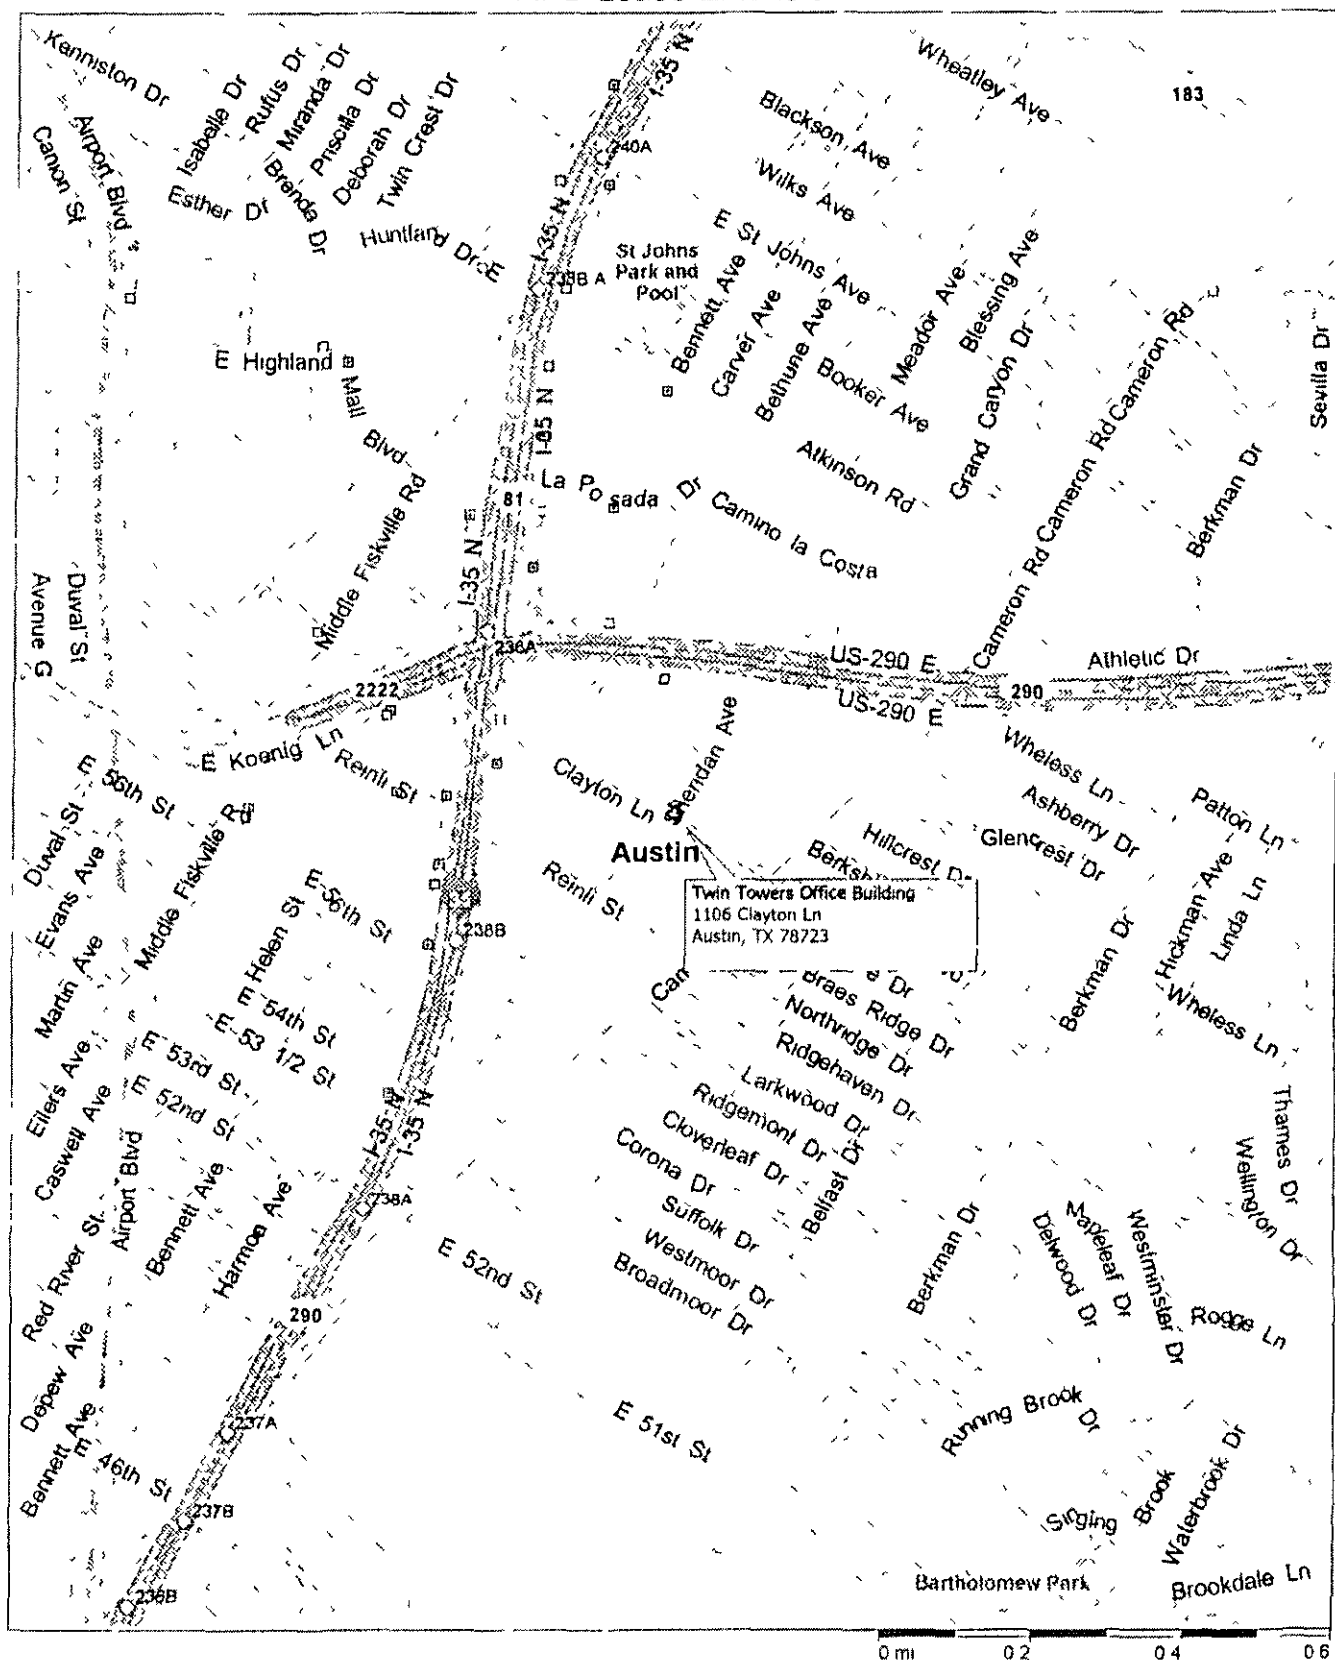 Kenniston Dr
Airport Blvd
Canion St
E
Isabelle Dr
Rufus Dr
Miranda Dr
Priscilla Dr
Deborah Dr
Twin Crest Dr
Esther Dr
Brenda Dr
Huntland Dr E
I-35 N
240A
I-35 N
Wheatley Ave
183
Blackson Ave
Wilks Ave
E St Johns Ave
St Johns
Park and
Pool
Bennett Ave
Carver Ave
Bethune Ave
Booker Ave
Meador Ave
Blessing Ave
Grand Canyon Dr
Cameron Rd
Cameron Rd
Cameron Rd
Cameron Rd
Sevilla Dr
Berkman Dr
Atkinson Rd
E Highland
Mall
Blvd
Middle Fiskville Rd
I-35 N
81
La Posada Dr
Camino la Costa
I-35 N
Duval St
Avenue G
US-290 E
US-290 E
Athletic Dr
290
2222
E Koenig Ln
Reinli St
Clayton Ln
Sheridan Ave
Wheless Ln
Ashberry Dr
Glencrest Dr
Patton Ln
Hillcrest Dr
Austin
Reinli St
Twin Towers Office Building
1106 Clayton Ln
Austin, TX 78723
Hickman Ave
Linda Ln
Berkman Dr
Wheless Ln
E 56th St
Duval St
Evans Ave
Middle Fiskville Rd
E 56th St
Helen St
238B
Martin Ave
E 54th St
E 53 1/2 St
E 53rd St
E 52nd St
Eilers Ave
Caswell Ave
Airport Blvd
Bennett Ave
Harmon Ave
Red River St
I-35 N
I-35 N
238A
Can
e Dr
Braes Ridge Dr
Northridge Dr
Ridgehaven Dr
Larkwood Dr
Ridgemont Dr
Cloverleaf Dr
Corona Dr
Suffolk Dr
Westmoor Dr
Broadmoor Dr
Belfast Dr
Berkman Dr
Thames Dr
Wellington Dr
Delwood Dr
Mapleleaf Dr
Westminster Dr
Rogge Ln
E 52nd St
290
Depew Ave
Bennett Ave
E 46th St
237A
237B
E 51st St
Running Brook Dr
Singing Brook
Waterbrook Dr
Bartholomew Park
Brookdale Ln
0 mi
0 2
0 4
0 6